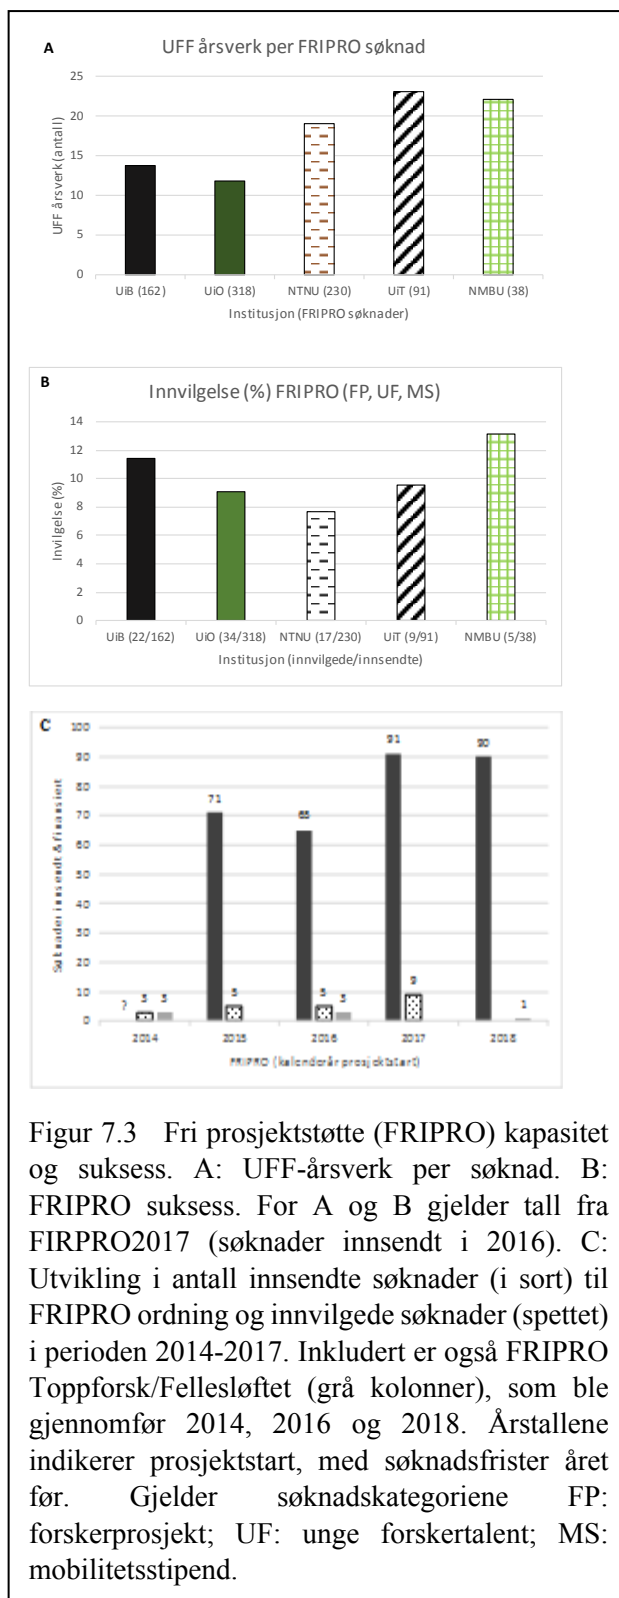 A
UFF årsverk per FRIPRO søknad
25
20
15
10
5
0
UFF årsverk (antall)
UiB (162) UiO (318) NTNU (230) UiT (91) NMBU (38)
Institusjon (FRIPRO søknader)
B
Innvilgelse (%) FRIPRO (FP, UF, MS)
14
12
10
8
6
4
2
0
Invilgelse (%)
UiB (22/162) UiO (34/318) NTNU (17/230) UiT (9/91) NMBU (5/38)
Institusjon (innvilgede/innsendte)
C
100
90
80
70
60
50
40
30
20
10
0
Søknader innsendt & finansiert
? 3 3
71 5
65 5 3
91 9
90 1
2014 2015 2016 2017 2018
FRIPRO (kalenderår prosjektstart)
Figur 7.3 Fri prosjektstøtte (FRIPRO) kapasitet
og suksess. A: UFF-årsverk per søknad. B:
FRIPRO suksess. For A og B gjelder tall fra
FIRPRO2017 (søknader innsendt i 2016). C:
Utvikling i antall innsendte søknader (i sort) til
FRIPRO ordning og innvilgede søknader (spettet)
i perioden 2014-2017. Inkludert er også FRIPRO
Toppforsk/Fellesløftet (grå kolonner), som ble
gjennomfør 2014, 2016 og 2018. Årstallene
indikerer prosjektstart, med søknadsfrister året
før. Gjelder søknadskategoriene FP:
forskerprosjekt; UF: unge forskertalent; MS:
mobilitetsstipend.